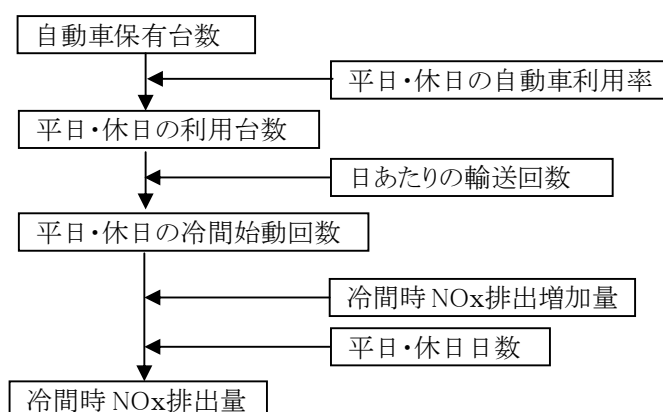 自動車保有台数
平日・休日の自動車利用率
平日・休日の利用台数
日あたりの輸送回数
平日・休日の冷間始動回数
冷間時 NOx排出増加量
平日・休日日数
冷間時 NOx排出量